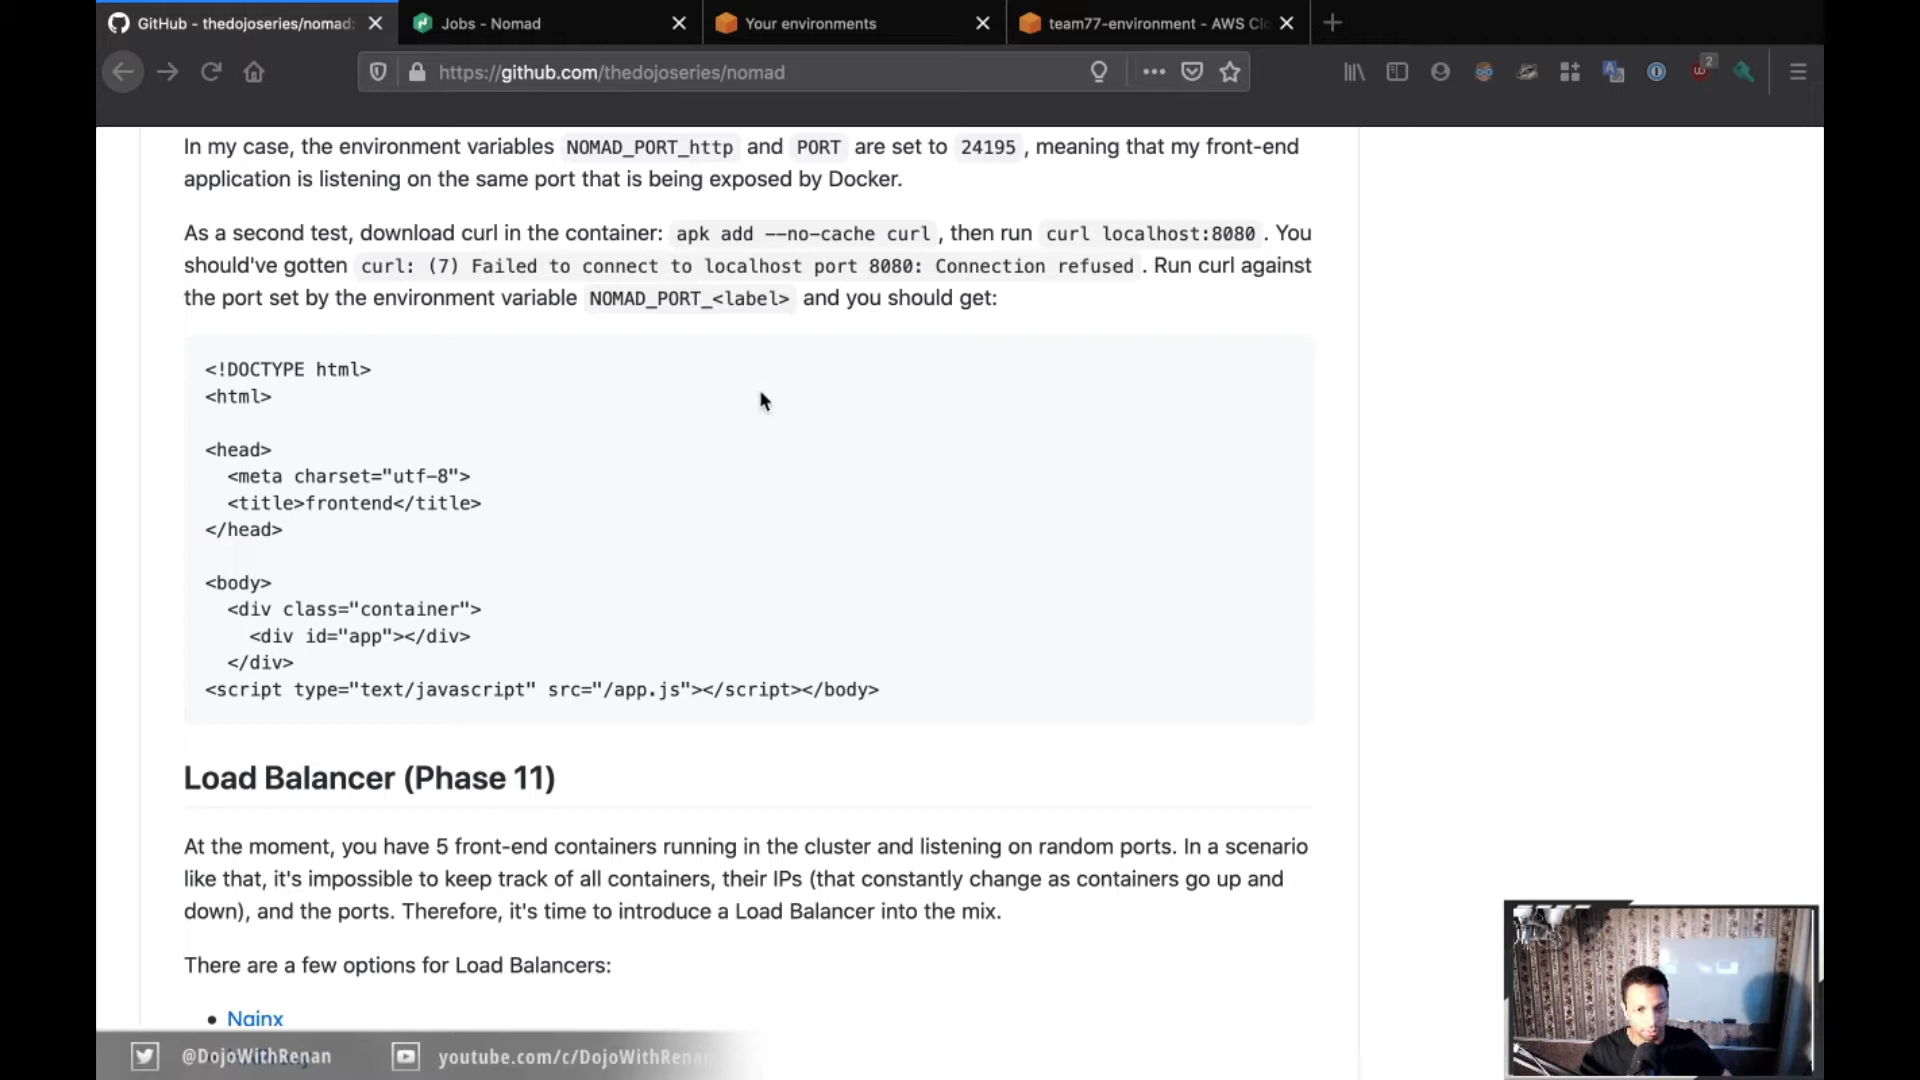 GitHub - thedojoseries/nomad:
Jobs - Nomad
Your environments
team77-environment - AWS Clo
https://github.com/thedojoseries/nomad
2
In my case, the environment variables NOMAD_PORT_http and PORT are set to 24195 , meaning that my front-end
application is listening on the same port that is being exposed by Docker.
As a second test, download curl in the container: apk add --no-cache curl , then run curl localhost:8080 . You
should've gotten curl: (7) Failed to connect to localhost port 8080: Connection refused . Run curl against
the port set by the environment variable NOMAD_PORT_<label> and you should get:
<!DOCTYPE html>
<html>
<head>
<meta charset="utf-8">
<title>frontend</title>
</head>
<body>
<div class="container">
<div id="app"></div>
</div>
<script type="text/javascript" src="/app.js"></script></body>
Load Balancer (Phase 11)
At the moment, you have 5 front-end containers running in the cluster and listening on random ports. In a scenario
like that, it's impossible to keep track of all containers, their IPs (that constantly change as containers go up and
down), and the ports. Therefore, it's time to introduce a Load Balancer into the mix.
There are a few options for Load Balancers:
• Nginx
@DojoWithRenan
youtube.com/c/DojoWithRenan